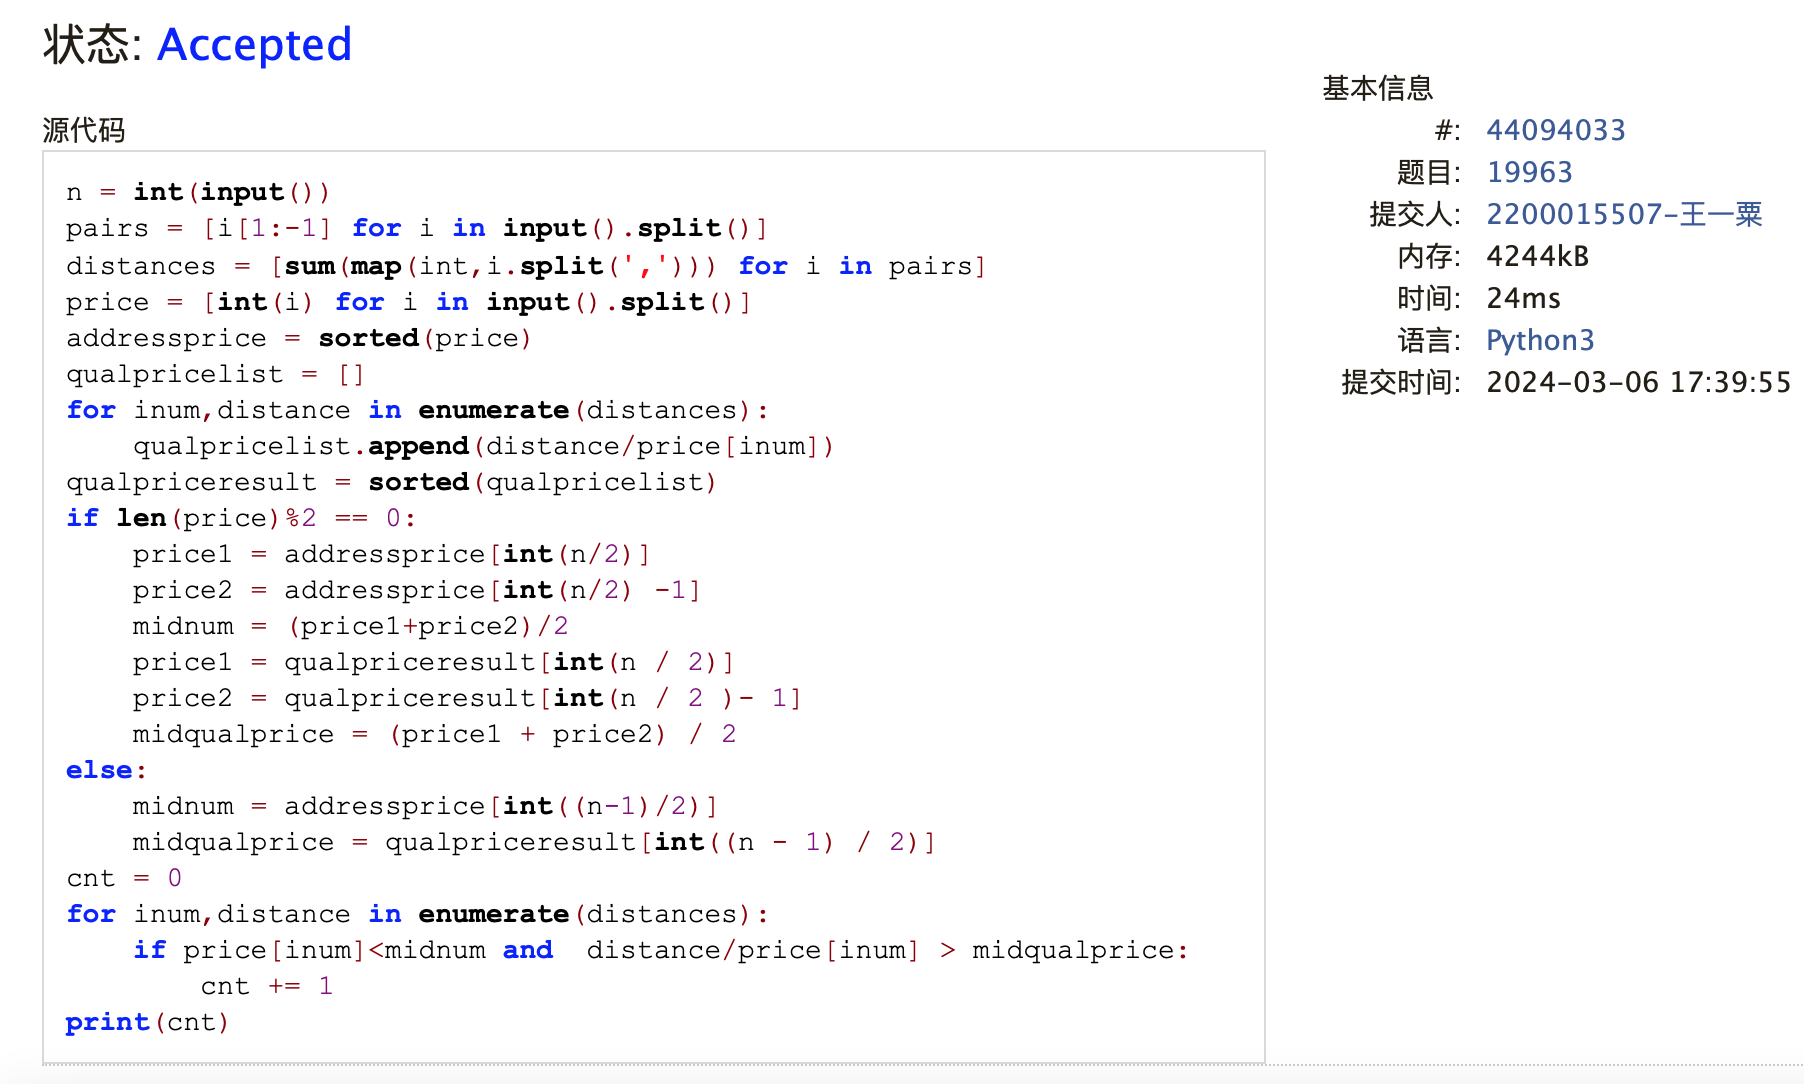 状态: Accepted
源代码
n = int(input())
pairs = [i[1:-1] for i in input().split()]
distances = [sum(map(int,i.split(','))) for i in pairs]
price = [int(i) for i in input().split()]
addressprice = sorted(price)
qualpricelist = []
for inum,distance in enumerate(distances):
    qualpricelist.append(distance/price[inum])
qualpriceresult = sorted(qualpricelist)
if len(price)%2 == 0:
    price1 = addressprice[int(n/2)]
    price2 = addressprice[int(n/2) -1]
    midnum = (price1+price2)/2
    price1 = qualpriceresult[int(n / 2)]
    price2 = qualpriceresult[int(n / 2 )- 1]
    midqualprice = (price1 + price2) / 2
else:
    midnum = addressprice[int((n-1)/2)]
    midqualprice = qualpriceresult[int((n - 1) / 2)]
cnt = 0
for inum,distance in enumerate(distances):
    if price[inum]<midnum and  distance/price[inum] > midqualprice:
        cnt += 1
print(cnt)
基本信息
#: 44094033
题目: 19963
提交人: 2200015507-王一粟
内存: 4244kB
时间: 24ms
语言: Python3
提交时间: 2024-03-06 17:39:55